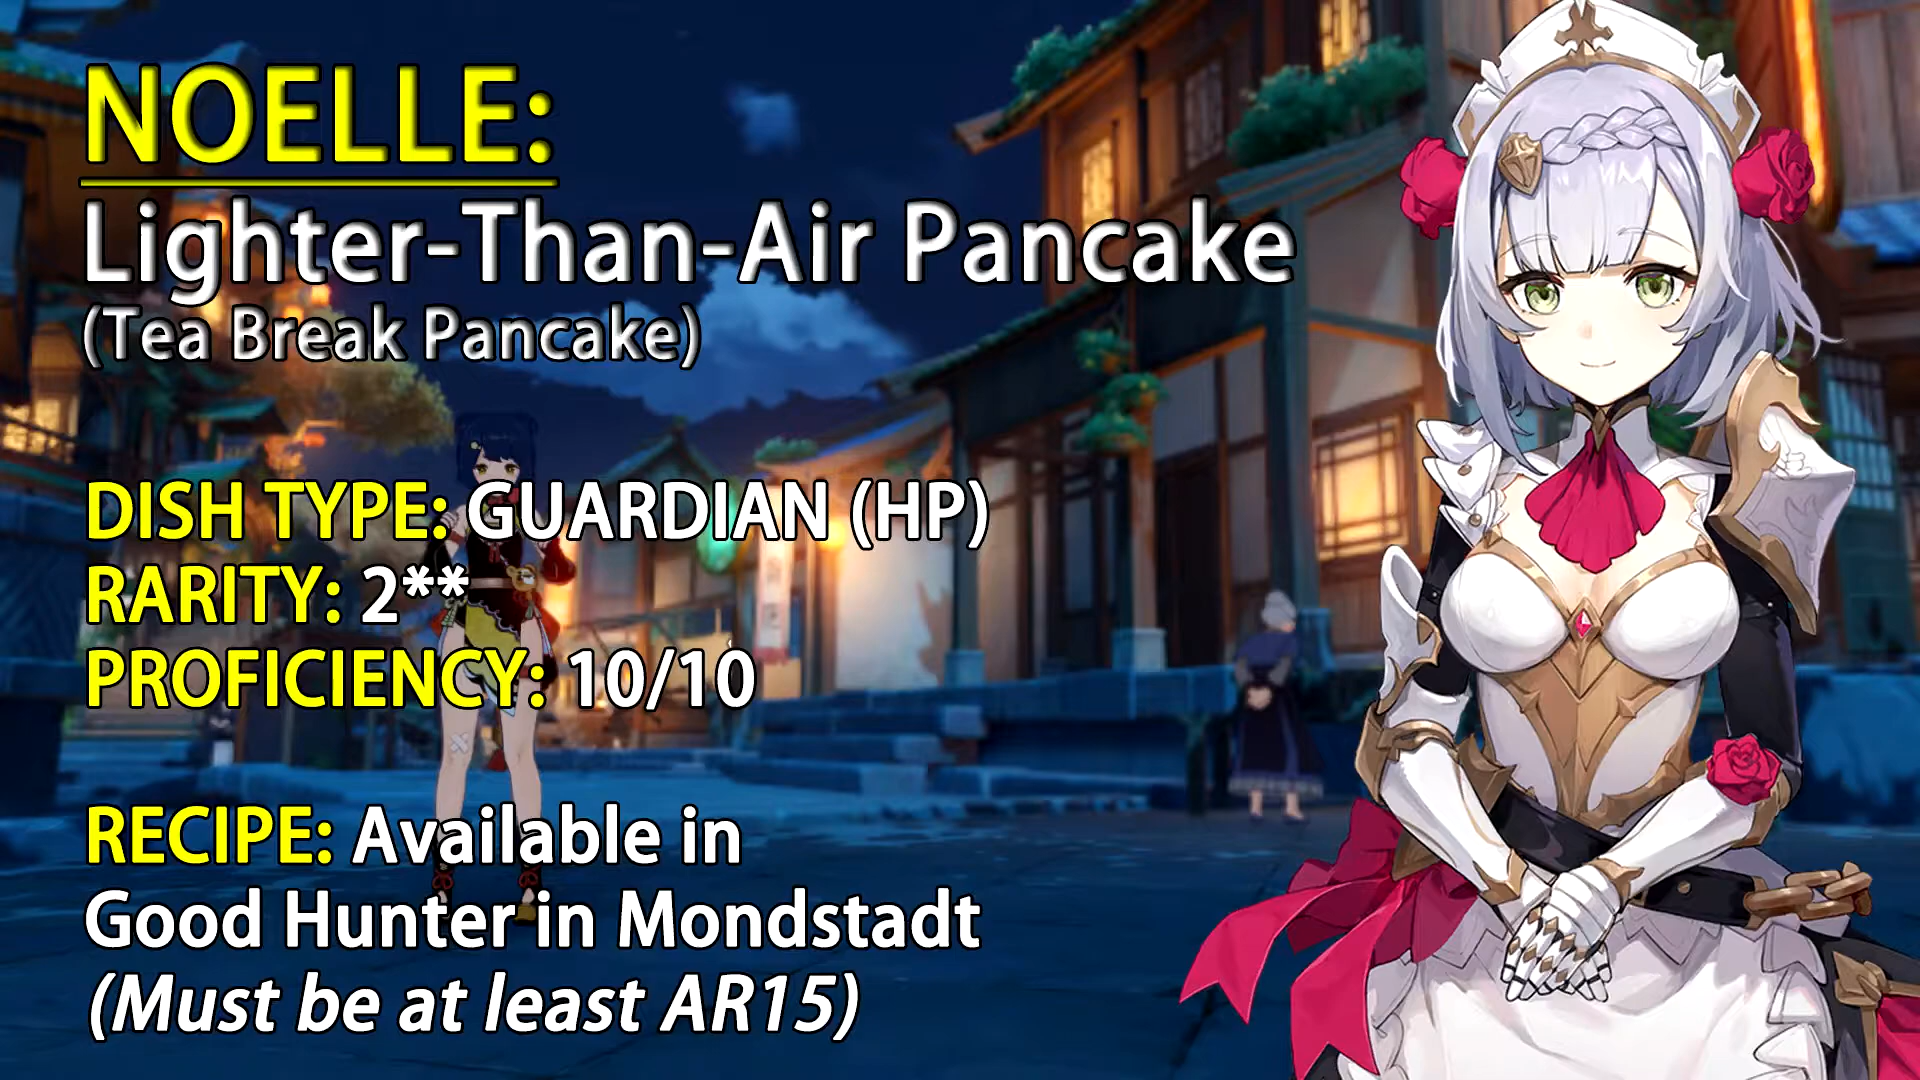 NOELLE:
Lighter-Than-Air Pancake
(Tea Break Pancake)
DISH TYPE: GUARDIAN (HP)
RARITY: 2**
PROFICIENCY: 10/10
RECIPE: Available in
Good Hunter in Mondstadt
(Must be at least AR15)